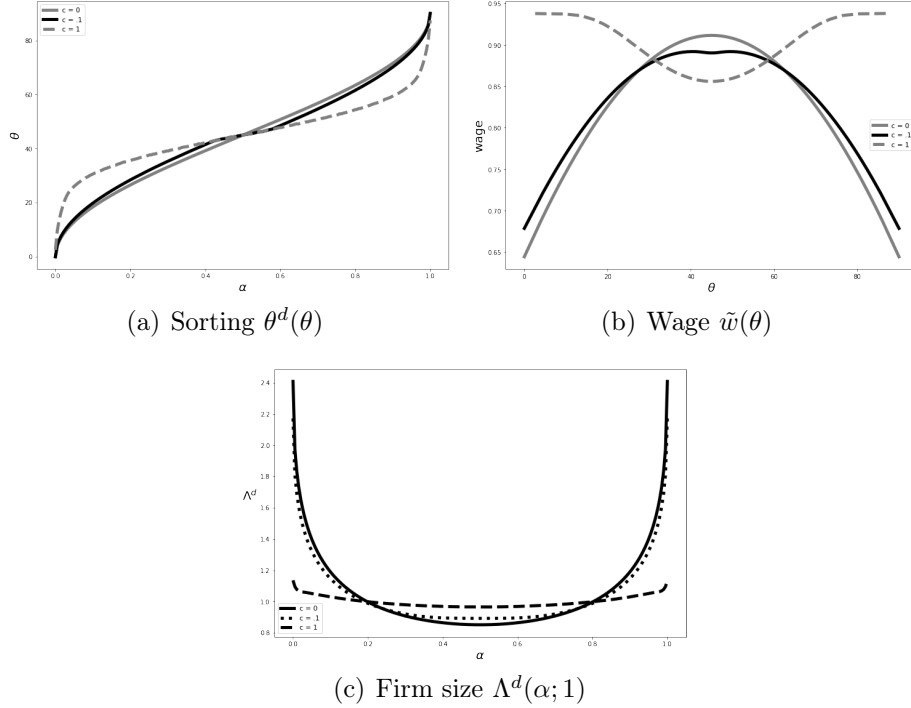 c = 0
c = .1
c = 1
80
60
40
20
0
θ
0.0 0.2 0.4 0.6 0.8 1.0
α
(a) Sorting θ^d(θ)
0.95
0.90
0.85
0.80
0.75
0.70
0.65
wage
c = 0
c = .1
c = 1
0 20 40 60 80
θ
(b) Wage w̃(θ)
2.4
2.2
2.0
1.8
1.6
1.4
1.2
1.0
0.8
Λ^d
c = 0
c = .1
c = 1
0.0 0.2 0.4 0.6 0.8 1.0
α
(c) Firm size Λ^d(α; 1)